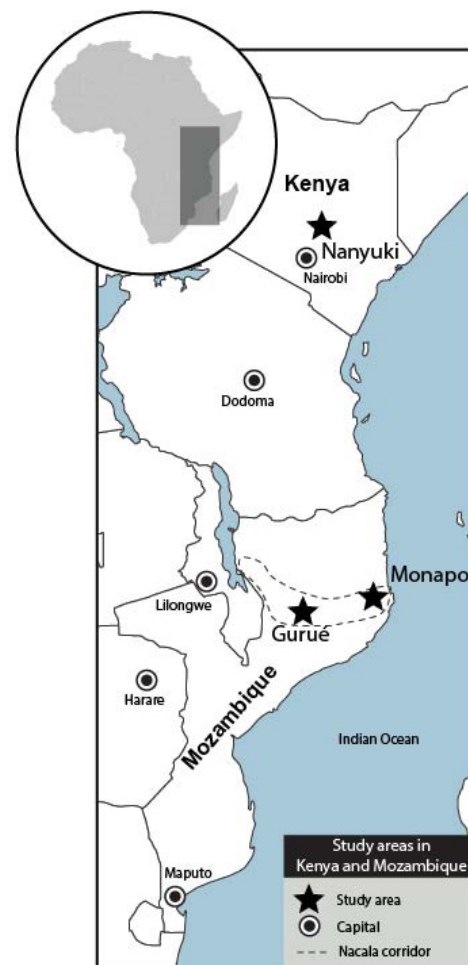 Kenya
Nanyuki
Nairobi
Dodoma
Monapo
Lilongwe
Gurué
Harare
Mozambique
Indian Ocean
Maputo
Study areas in
Kenya and Mozambique
Study area
Capital
Nacala corridor